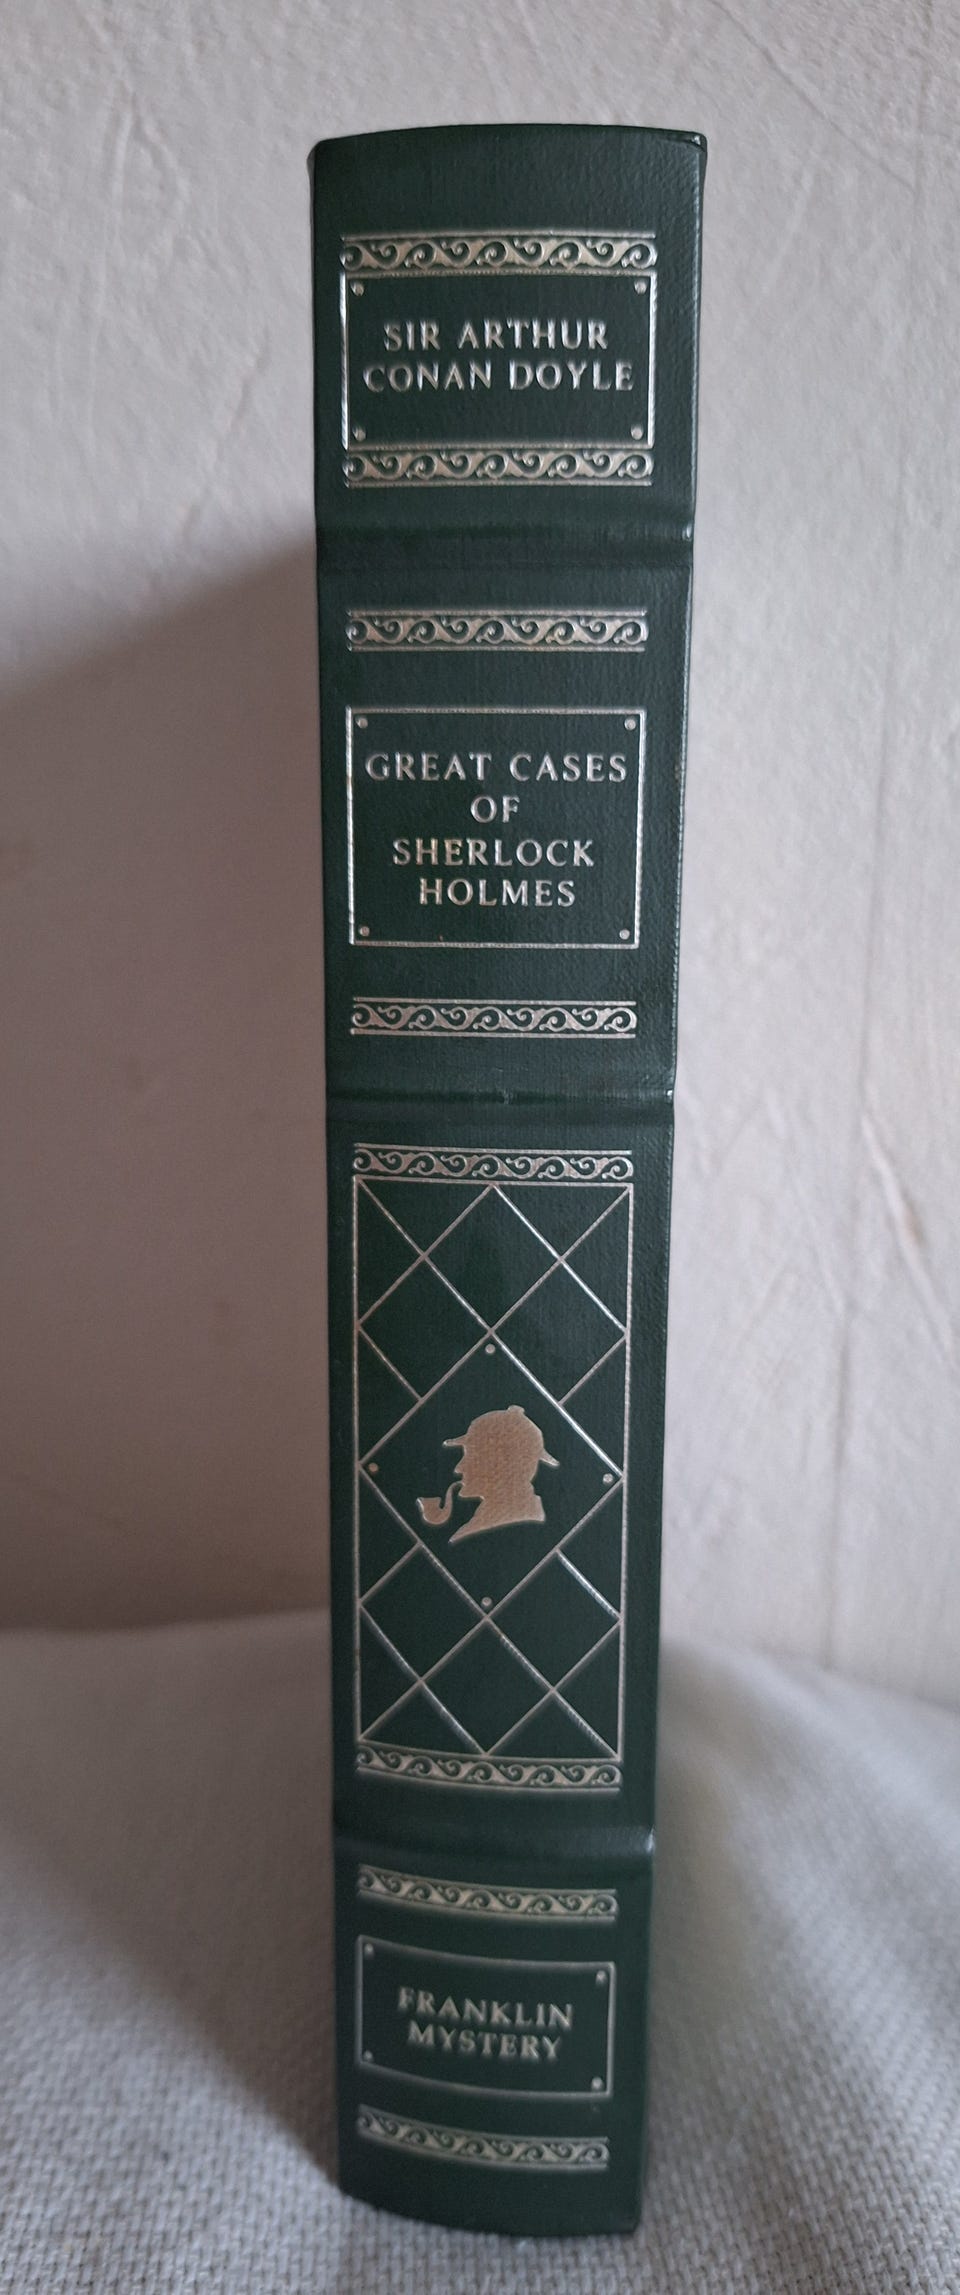 SIR ARTHUR
CONAN DOYLE
GREAT CASES
OF
SHERLOCK
HOLMES
FRANKLIN
MYSTERY